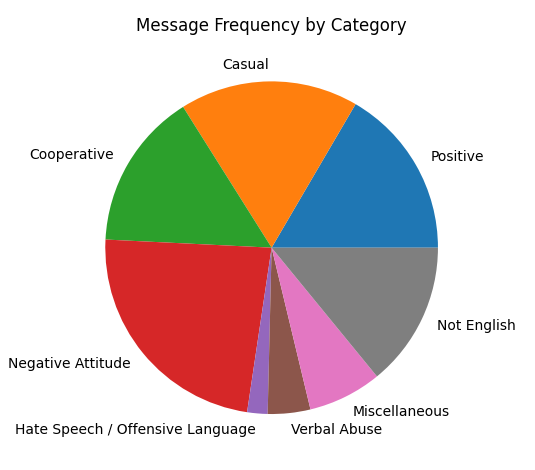 Message Frequency by Category
Casual
Positive
Cooperative
Negative Attitude
Not English
Miscellaneous
Hate Speech / Offensive Language
Verbal Abuse